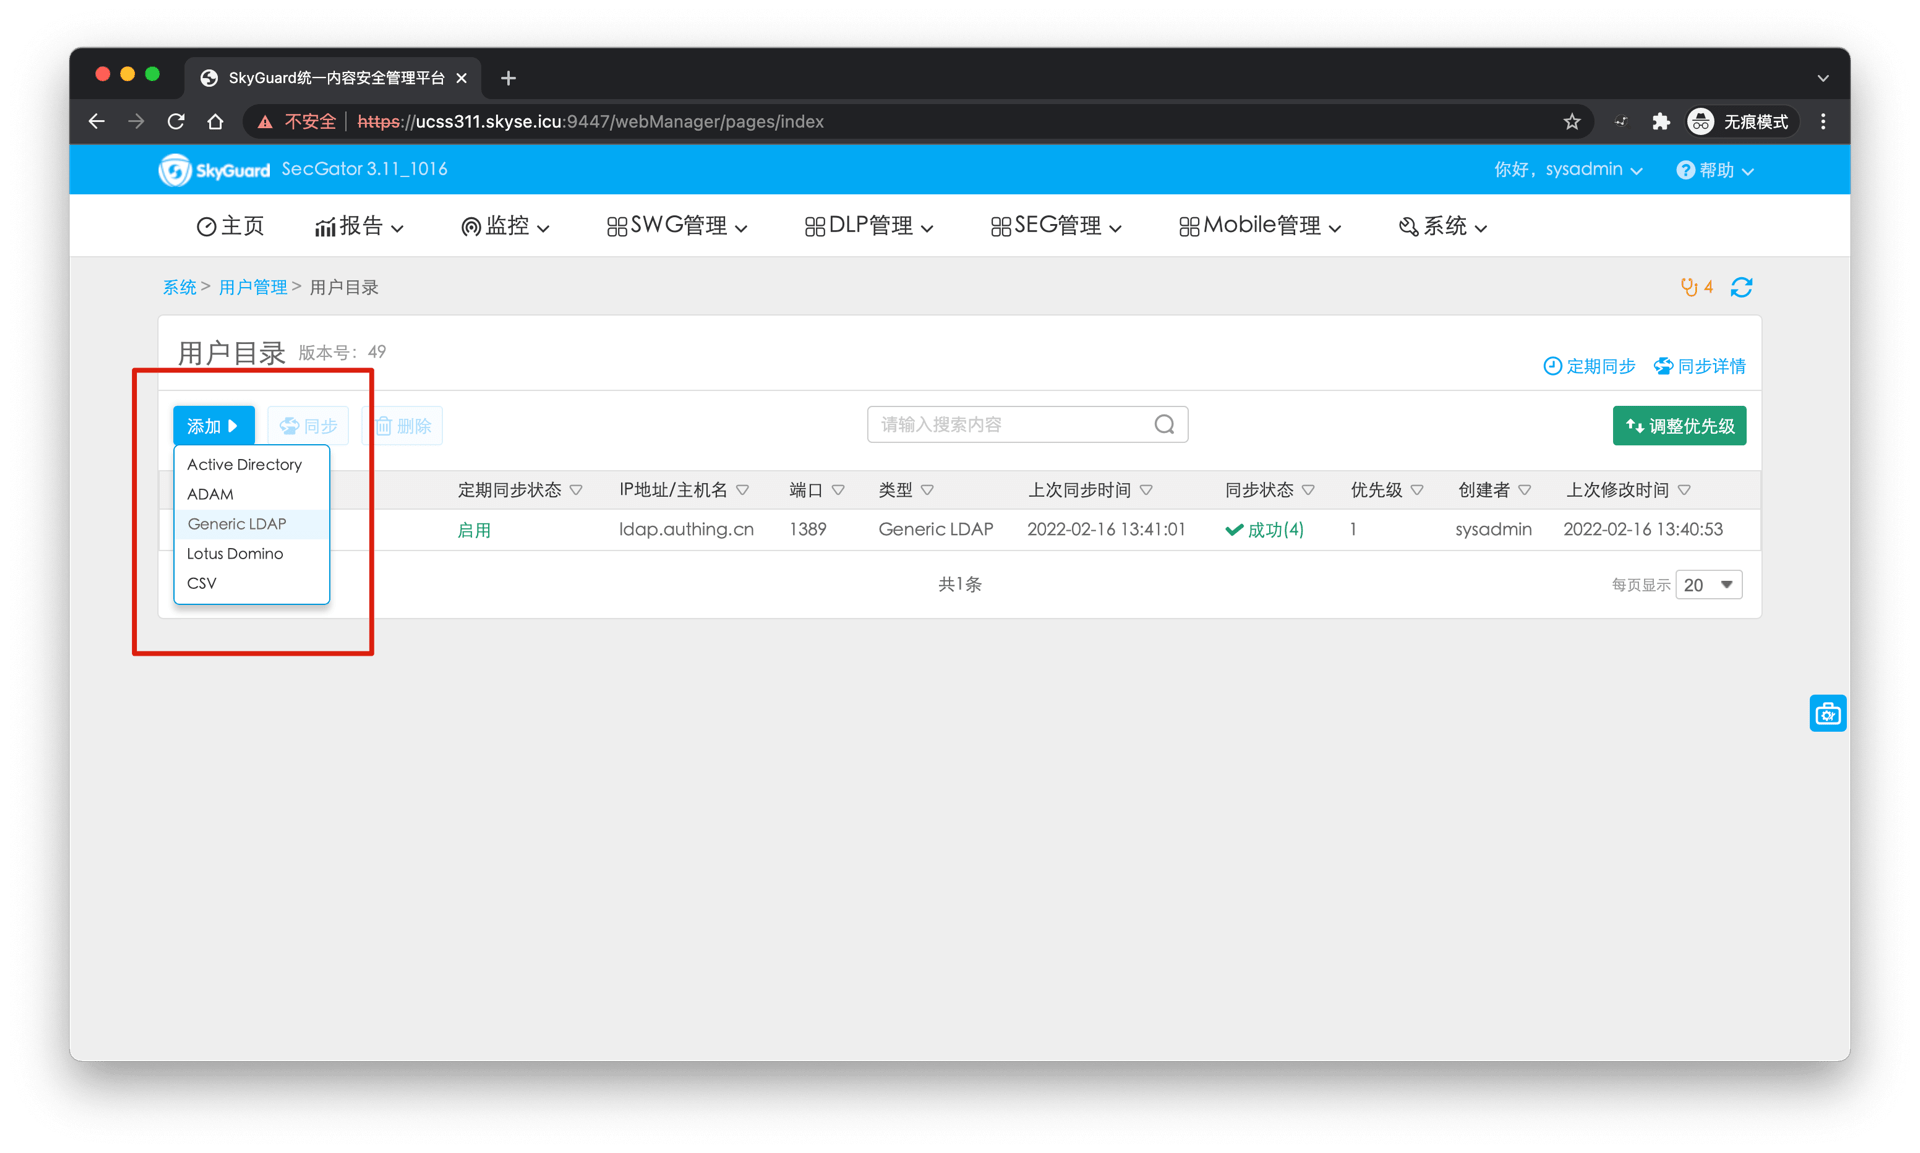 SkyGuard统一内容安全管理平台
不安全 https://ucss311.skyse.icu:9447/webManager/pages/index 无痕模式
SkyGuard SecGator 3.11_1016 你好，sysadmin 帮助
主页 报告 监控 SWG管理 DLP管理 SEG管理 Mobile管理 系统
系统 > 用户管理 > 用户目录 4
用户目录 版本号：49
定期同步 同步详情
添加 同步 删除 请输入搜索内容 调整优先级
Active Directory
ADAM
Generic LDAP
Lotus Domino
CSV
定期同步状态 IP地址/主机名 端口 类型 上次同步时间 同步状态 优先级 创建者 上次修改时间
启用 ldap.authing.cn 1389 Generic LDAP 2022-02-16 13:41:01 成功(4) 1 sysadmin 2022-02-16 13:40:53
共1条 每页显示 20